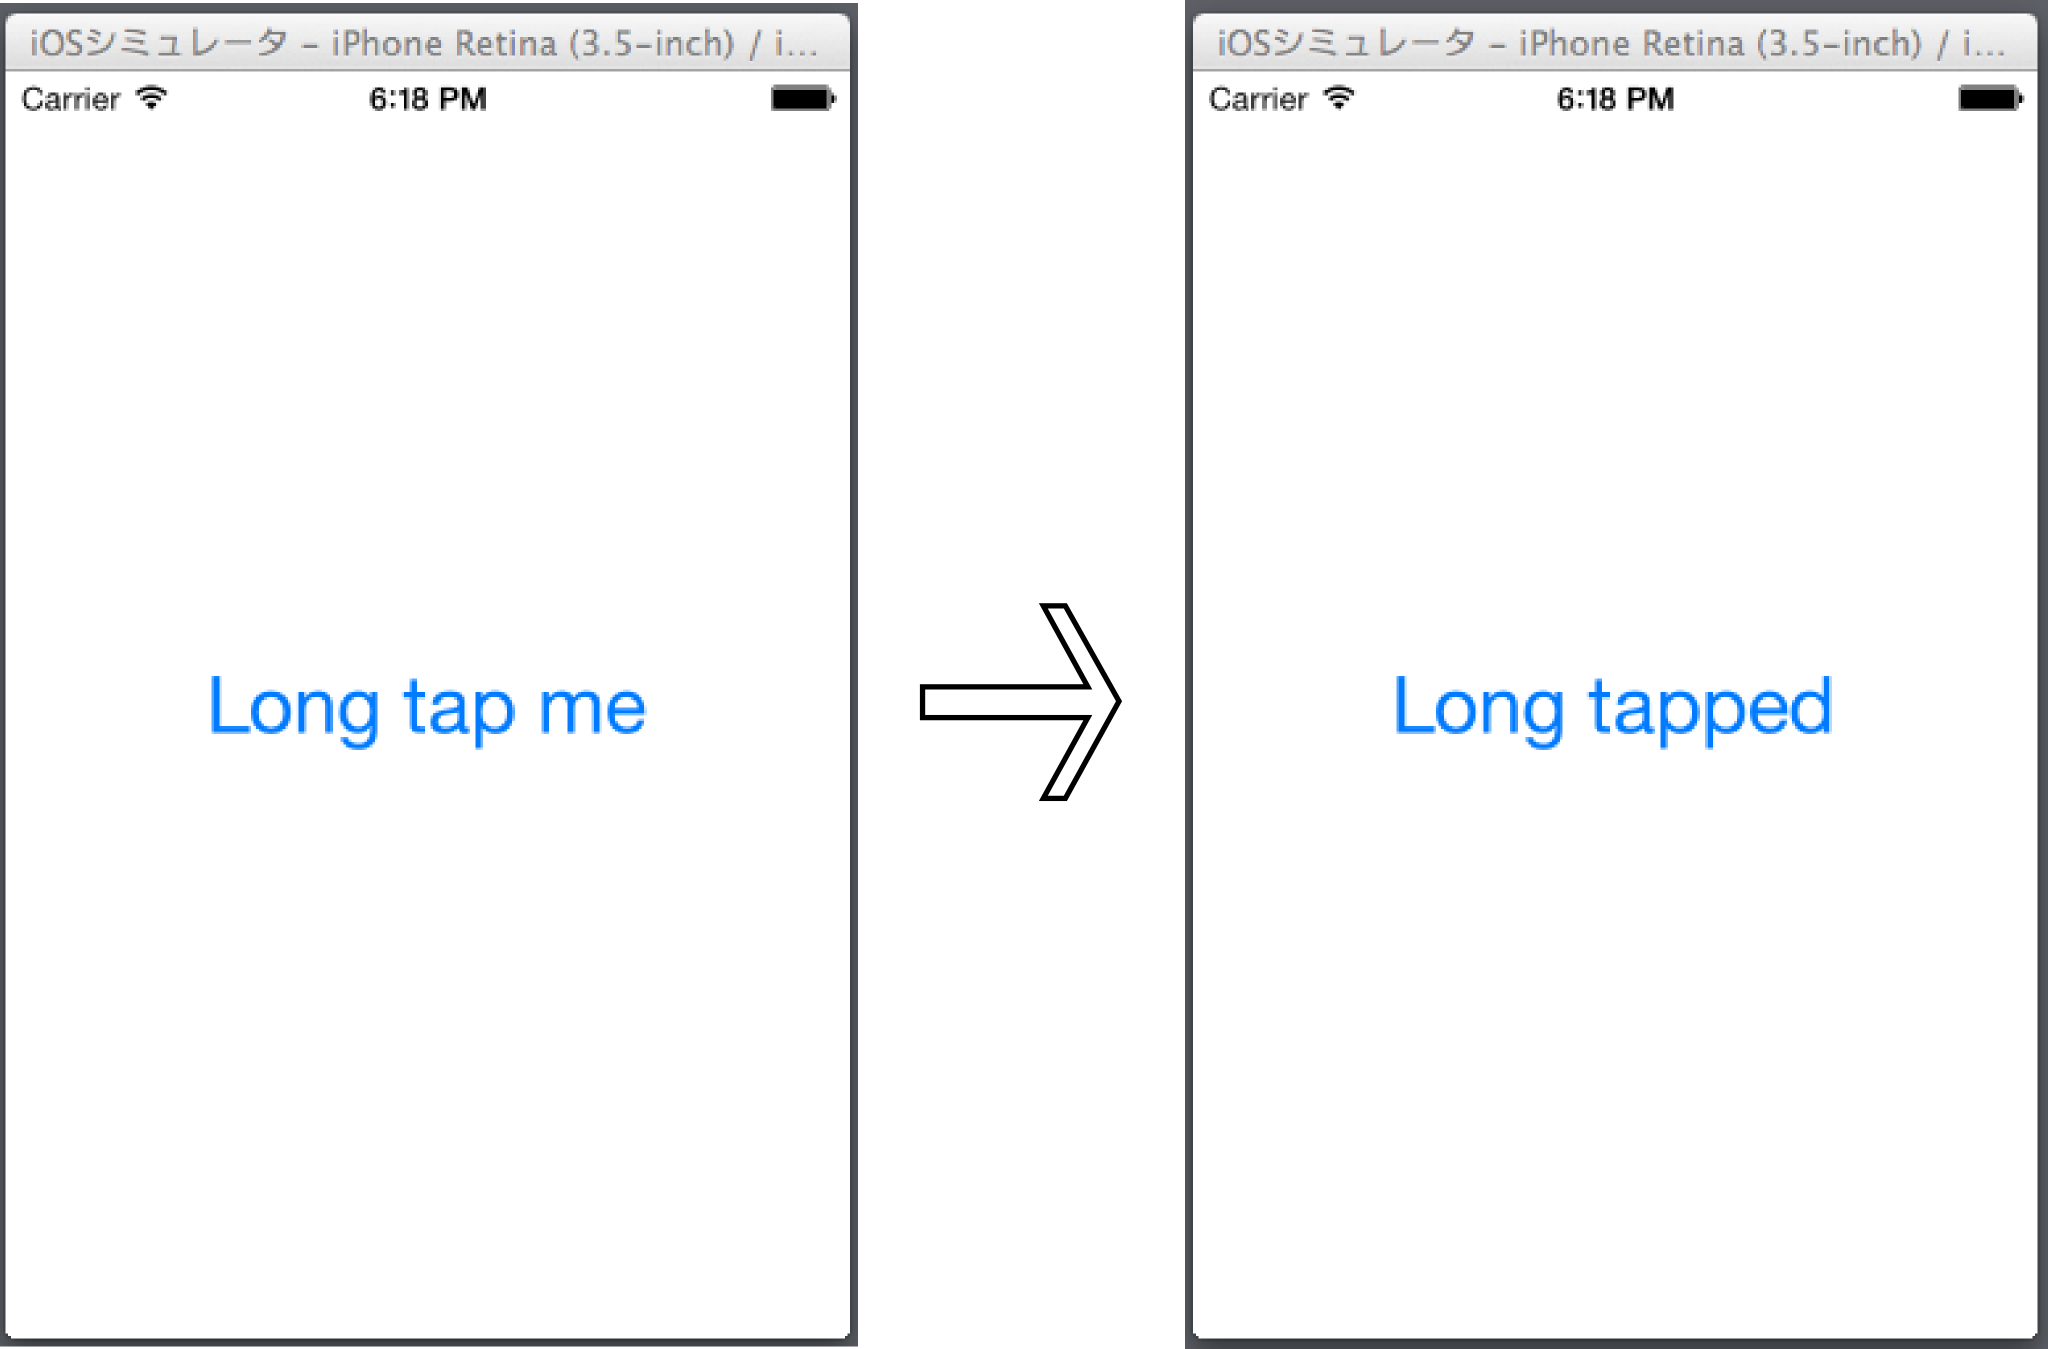 iOSシミュレータ – iPhone Retina (3.5-inch) / i...
Carrier 6:18 PM
Long tap me
iOSシミュレータ – iPhone Retina (3.5-inch) / i...
Carrier 6:18 PM
Long tapped